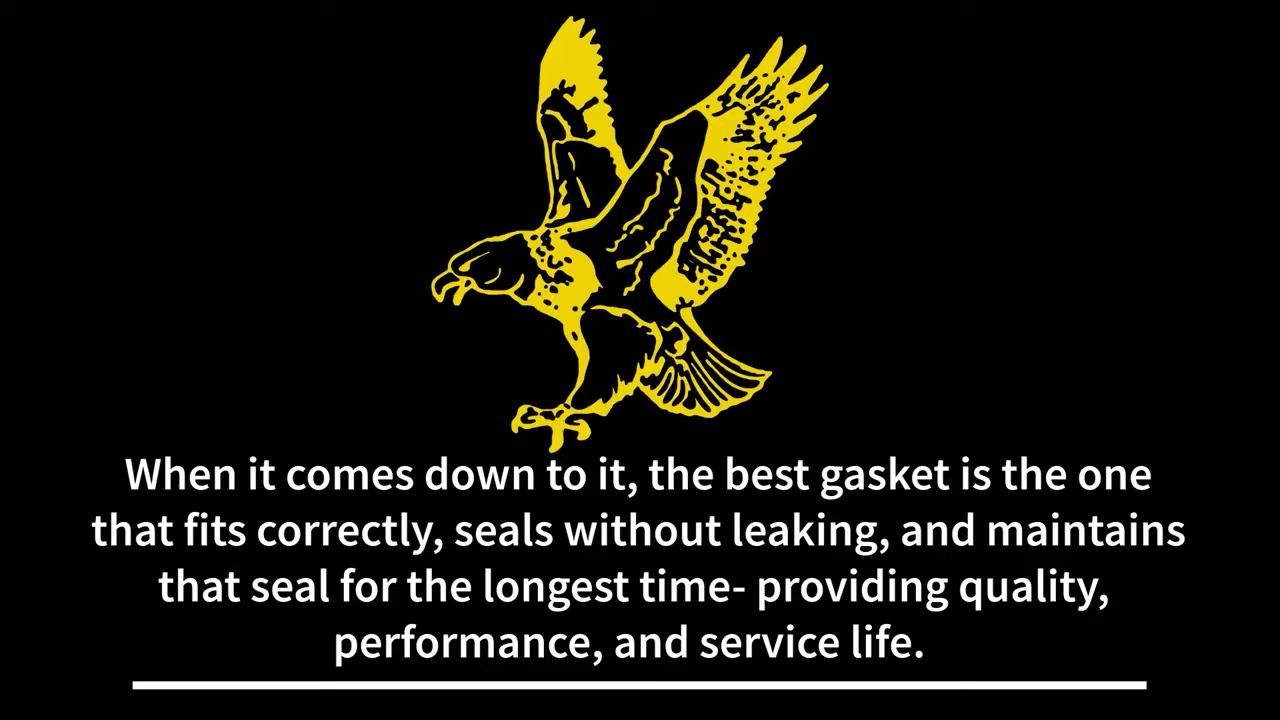 When it comes down to it, the best gasket is the one
that fits correctly, seals without leaking, and maintains
that seal for the longest time- providing quality,
performance, and service life.